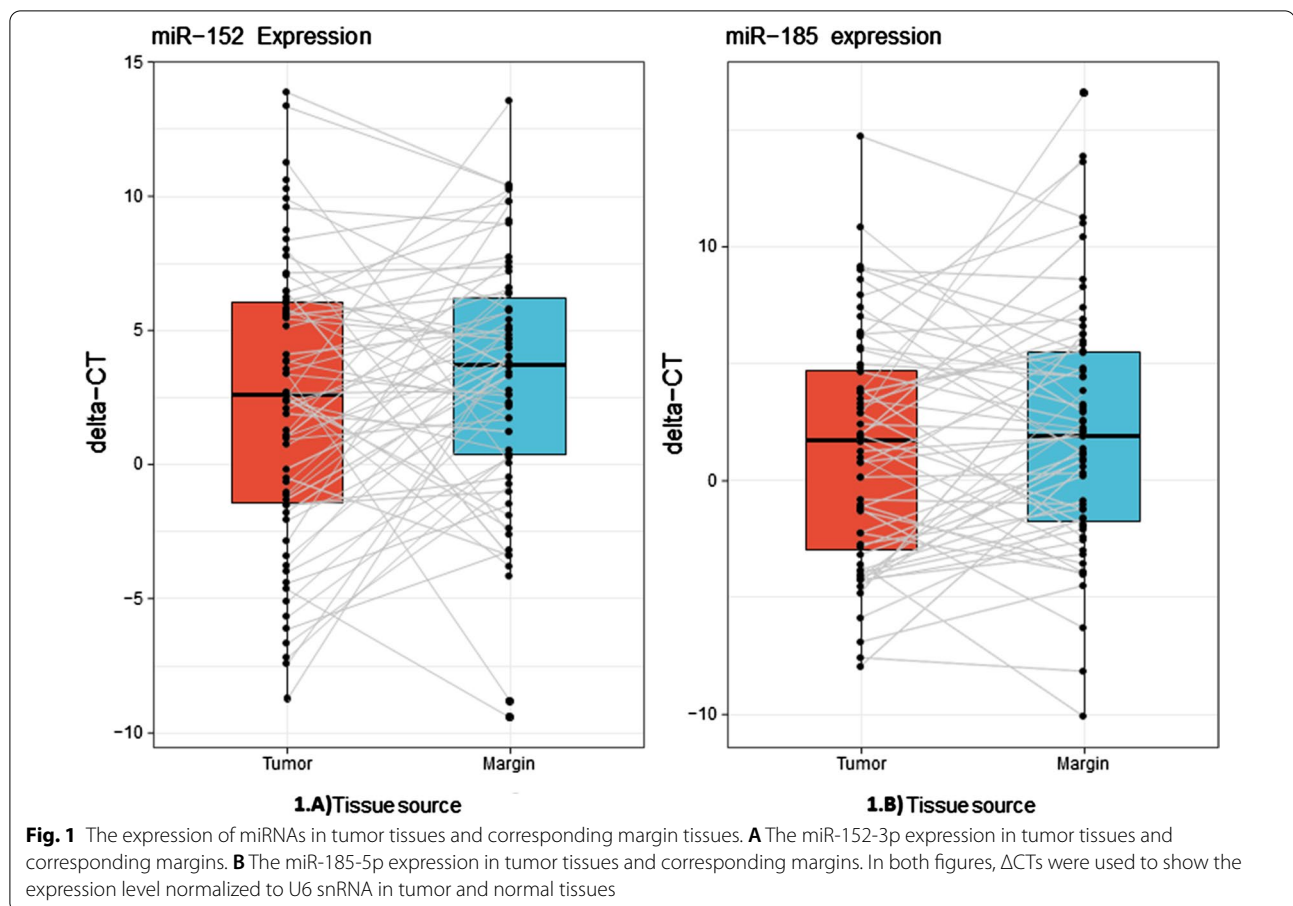 miR−152 Expression
15
10
5
0
−5
−10
delta−CT
Tumor
Margin
1.A)Tissue source
miR−185 expression
10
0
−10
delta−CT
Tumor
Margin
1.B) Tissue source
Fig. 1 The expression of miRNAs in tumor tissues and corresponding margin tissues. A The miR-152-3p expression in tumor tissues and
corresponding margins. B The miR-185-5p expression in tumor tissues and corresponding margins. In both figures, ΔCTs were used to show the
expression level normalized to U6 snRNA in tumor and normal tissues